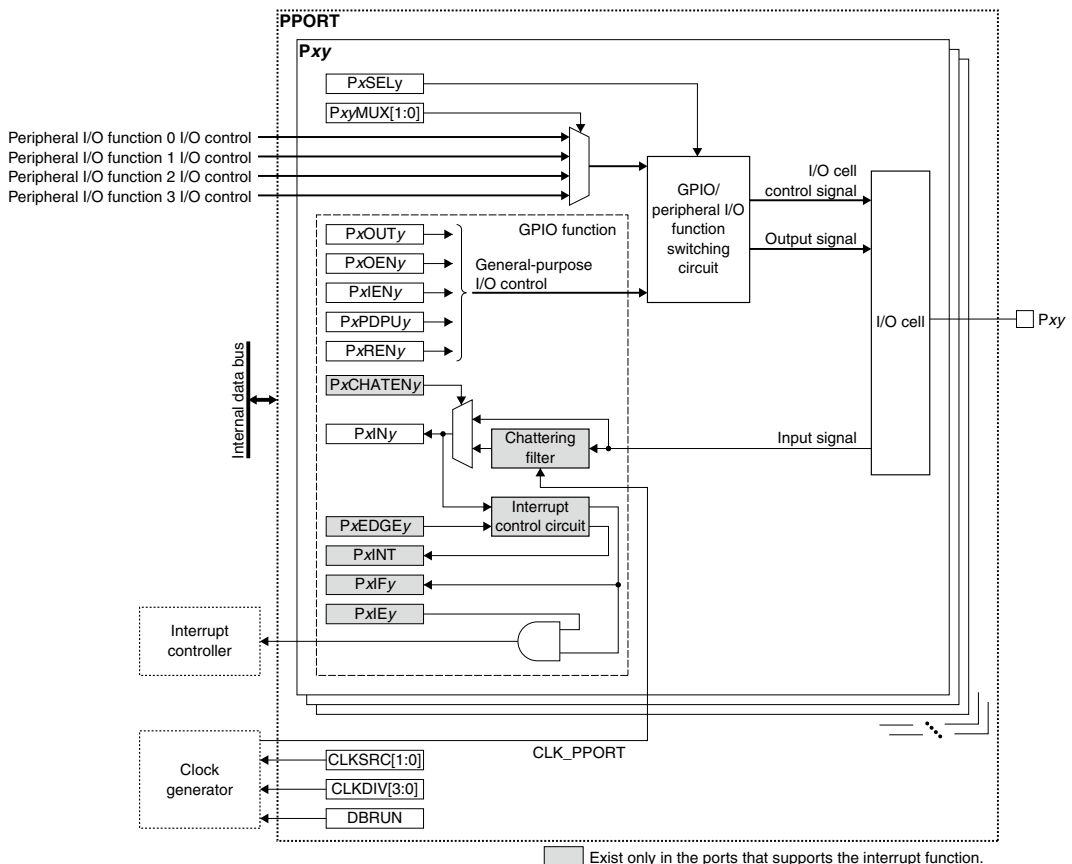 PPORT
Pxy
PxSELy
PxyMUX[1:0]
Peripheral I/O function 0 I/O control
Peripheral I/O function 1 I/O control
Peripheral I/O function 2 I/O control
Peripheral I/O function 3 I/O control
GPIO/
peripheral I/O
function
switching
circuit
I/O cell
control signal
Output signal
I/O cell
Pxy
GPIO function
PxOUTy
PxOENy
PxIENy
PxPDPUy
PxRENy
General-purpose
I/O control
Internal data bus
PxCHATENy
PxINy
Chattering
filter
Input signal
Interrupt
control circuit
PxEDGEy
PxINT
PxIFy
PxIEy
Interrupt
controller
CLK_PPORT
Clock
generator
CLKSRC[1:0]
CLKDIV[3:0]
DBRUN
Exist only in the ports that supports the interrupt function.